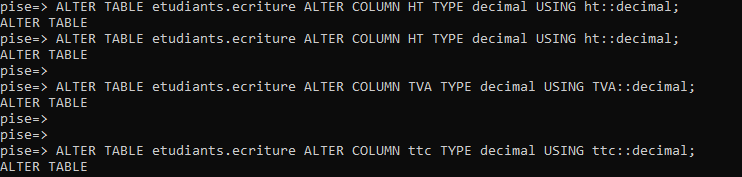 pise=> ALTER TABLE etudiants.ecriture ALTER COLUMN HT TYPE decimal USING ht::decimal;
ALTER TABLE
pise=> ALTER TABLE etudiants.ecriture ALTER COLUMN HT TYPE decimal USING ht::decimal;
ALTER TABLE
pise=>
pise=> ALTER TABLE etudiants.ecriture ALTER COLUMN TVA TYPE decimal USING TVA::decimal;
ALTER TABLE
pise=>
pise=>
pise=> ALTER TABLE etudiants.ecriture ALTER COLUMN ttc TYPE decimal USING ttc::decimal;
ALTER TABLE